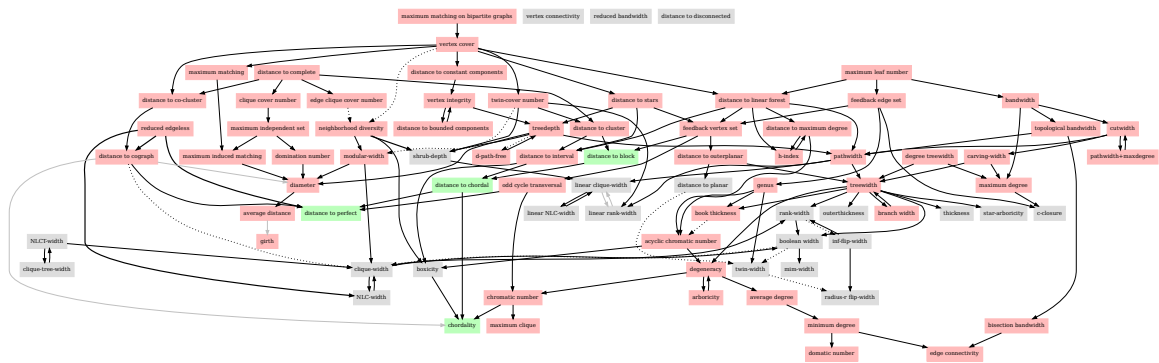 maximum matching on bipartite graphs
vertex connectivity
reduced bandwidth
distance to disconnected
vertex cover
maximum matching
distance to complete
distance to constant components
maximum leaf number
distance to co-cluster
clique cover number
edge clique cover number
vertex integrity
twin-cover number
distance to stars
distance to linear forest
feedback edge set
bandwidth
reduced edgeless
maximum independent set
neighborhood diversity
distance to bounded components
treedepth
distance to cluster
feedback vertex set
distance to maximum degree
topological bandwidth
cutwidth
distance to cograph
maximum induced matching
domination number
modular-width
shrub-depth
d-path-free
distance to interval
distance to block
distance to outerplanar
h-index
pathwidth
degree treewidth
carving-width
pathwidth+maxdegree
diameter
distance to chordal
odd cycle transversal
linear clique-width
distance to planar
genus
treewidth
maximum degree
average distance
distance to perfect
linear NLC-width
linear rank-width
book thickness
rank-width
outerthickness
branch width
thickness
star-arboricity
c-closure
girth
NLCT-width
acyclic chromatic number
boolean width
inf-flip-width
clique-tree-width
clique-width
boxicity
degeneracy
twin-width
mim-width
NLC-width
chromatic number
arboricity
average degree
radius-r flip-width
chordality
maximum clique
minimum degree
bisection bandwidth
domatic number
edge connectivity